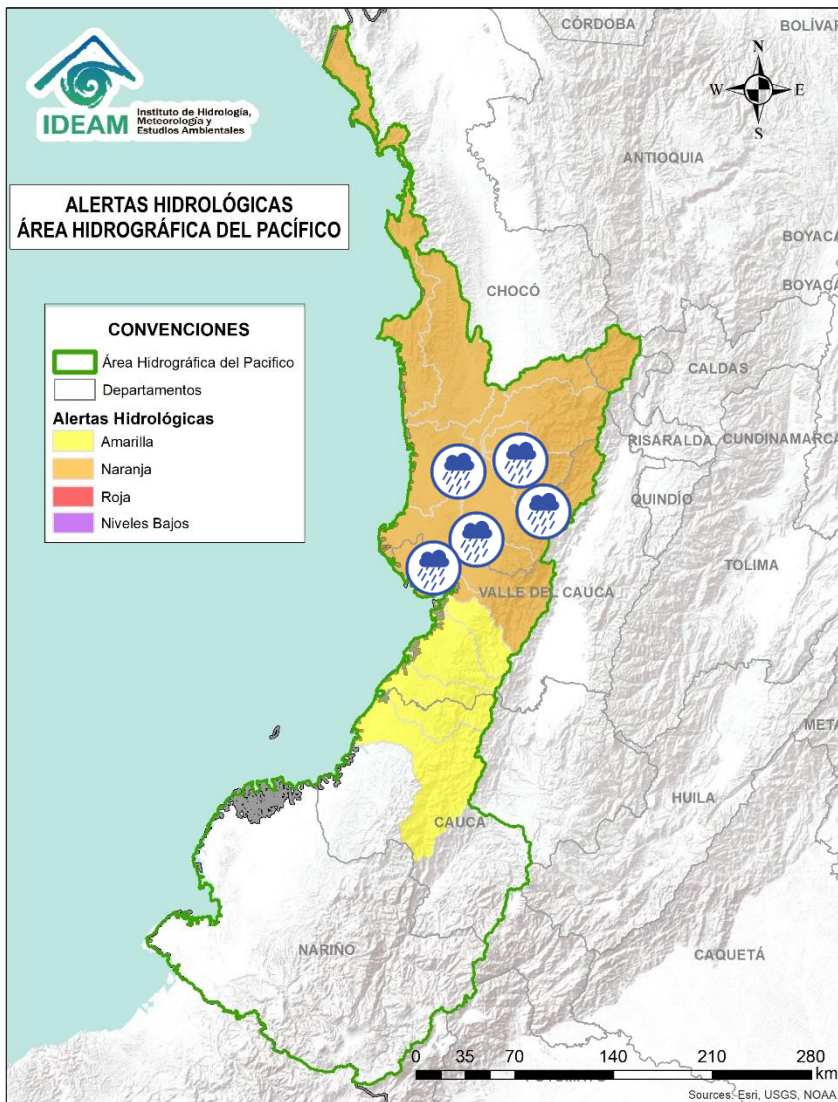 CÓRDOBA
BOLÍVAR
N
W E
S
IDEAM
Instituto de Hidrología,
Meteorología y
Estudios Ambientales
ANTIOQUIA
ALERTAS HIDROLÓGICAS
ÁREA HIDROGRÁFICA DEL PACÍFICO
BOYACÁ
BOYACÁ
CHOCÓ
CONVENCIONES
Área Hidrográfica del Pacifico
Departamentos
Alertas Hidrológicas
Amarilla
Naranja
Roja
Niveles Bajos
CALDAS
RISARALDA
CUNDINAMARCA
QUINDÍO
TOLIMA
VALLE DEL CAUCA
META
HUILA
CAUCA
NARIÑO
CAQUETÁ
0 35 70 140 210 280
km
Sources: Esri, USGS, NOAA